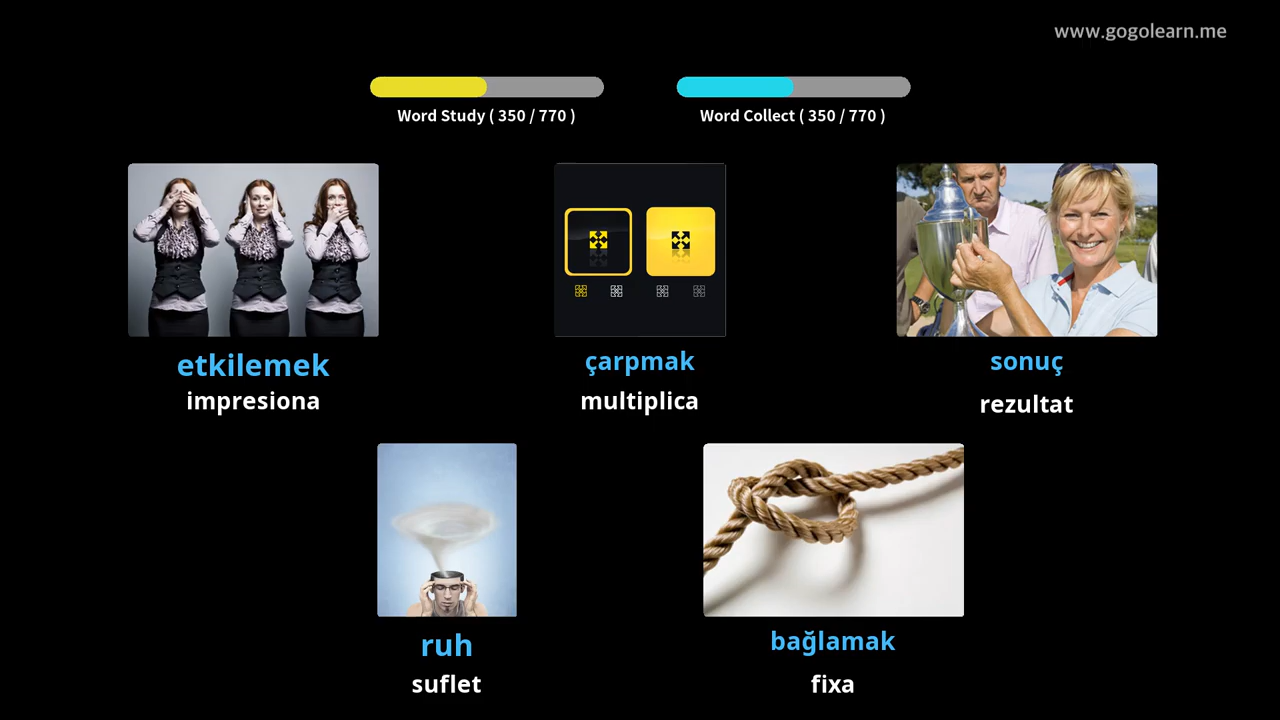 www.gogolearn.me
Word Study ( 350 / 770 )
Word Collect ( 350 / 770 )
etkilemek
impresiona
çarpmak
multiplica
sonuç
rezultat
ruh
suflet
bağlamak
fixa